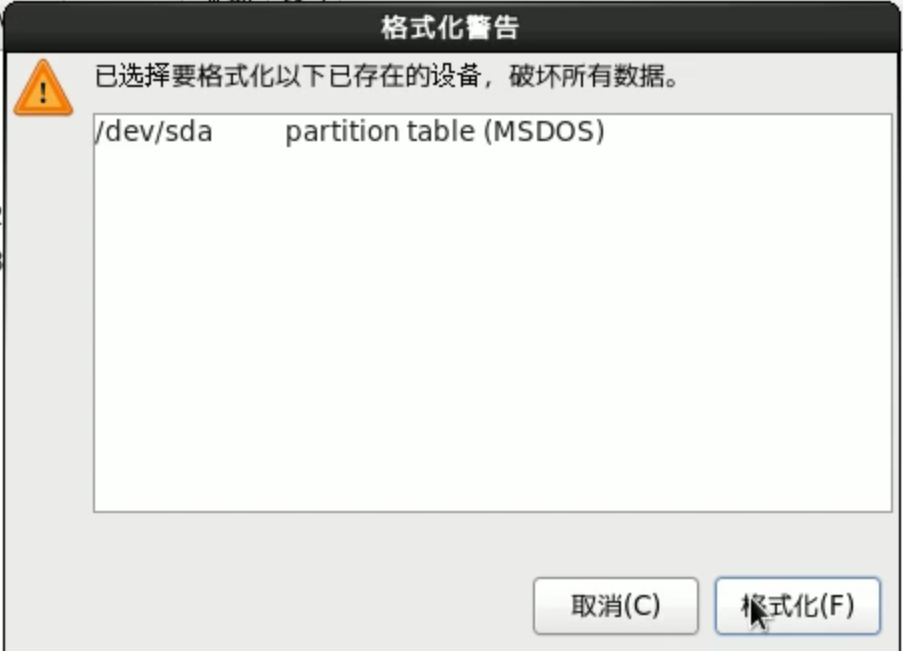 格式化警告
已选择要格式化以下已存在的设备，破坏所有数据。
/dev/sda partition table (MSDOS)
取消(C) 格式化(F)